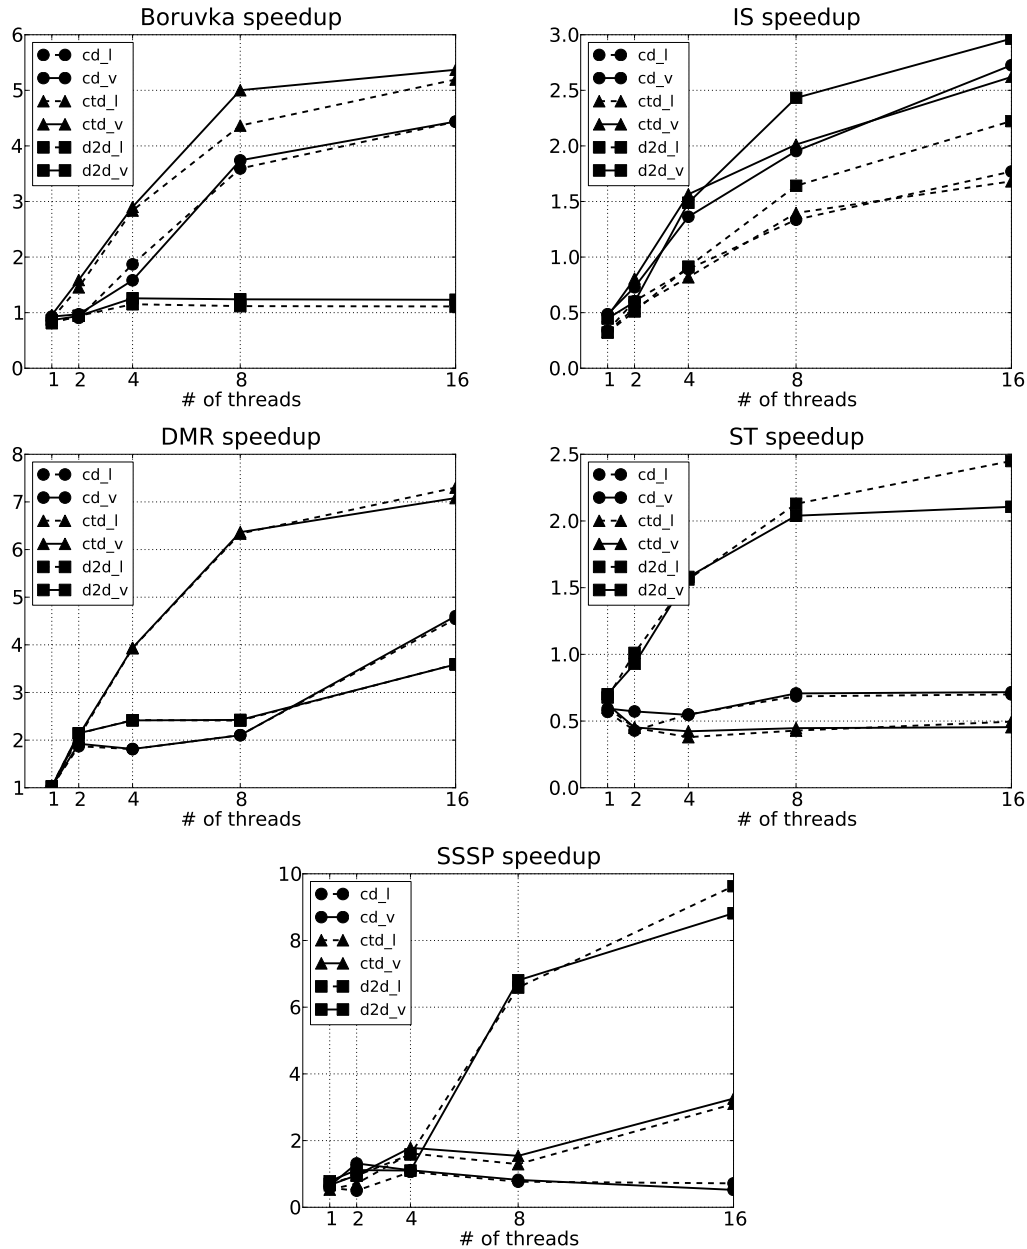 Boruvka speedup
6
5
4
3
2
1
0
cd_l
cd_v
ctd_l
ctd_v
d2d_l
d2d_v
1 2 4 8 16
# of threads
IS speedup
3.0
2.5
2.0
1.5
1.0
0.5
0.0
cd_l
cd_v
ctd_l
ctd_v
d2d_l
d2d_v
1 2 4 8 16
# of threads
DMR speedup
8
7
6
5
4
3
2
1
cd_l
cd_v
ctd_l
ctd_v
d2d_l
d2d_v
1 2 4 8 16
# of threads
ST speedup
2.5
2.0
1.5
1.0
0.5
0.0
cd_l
cd_v
ctd_l
ctd_v
d2d_l
d2d_v
1 2 4 8 16
# of threads
SSSP speedup
10
8
6
4
2
0
cd_l
cd_v
ctd_l
ctd_v
d2d_l
d2d_v
1 2 4 8 16
# of threads